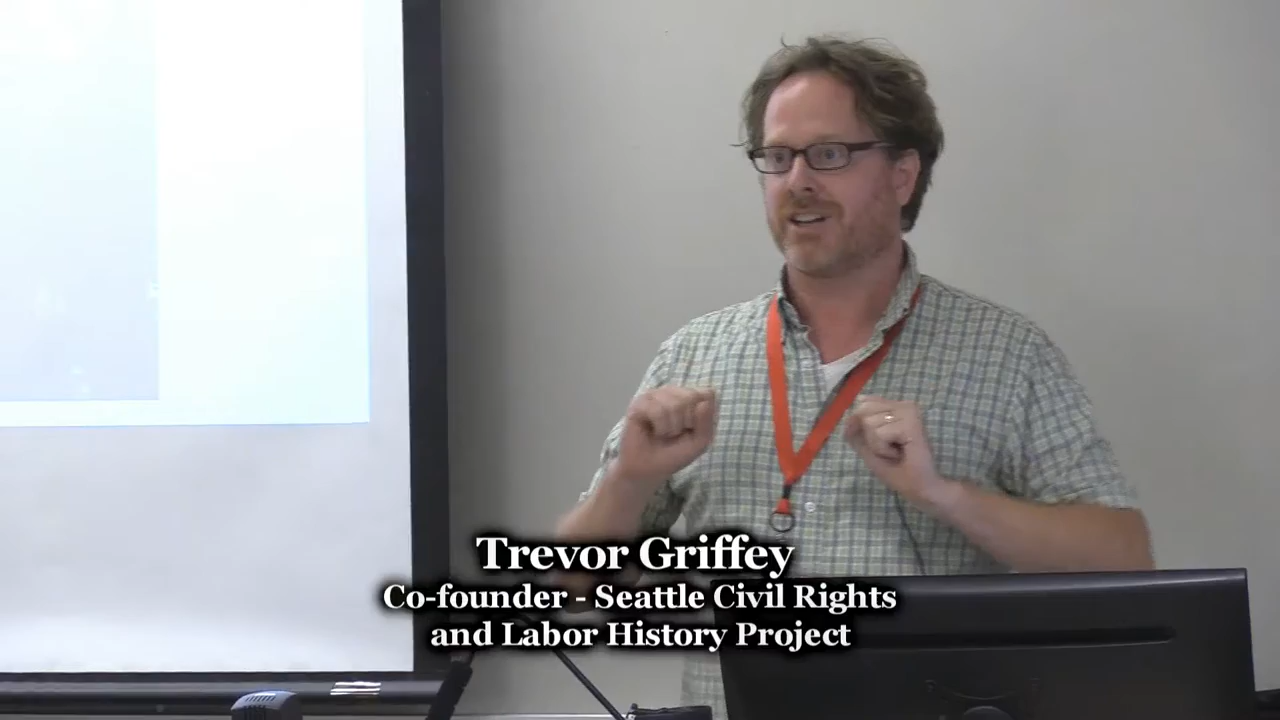 Trevor Griffey
Co-founder - Seattle Civil Rights
and Labor History Project